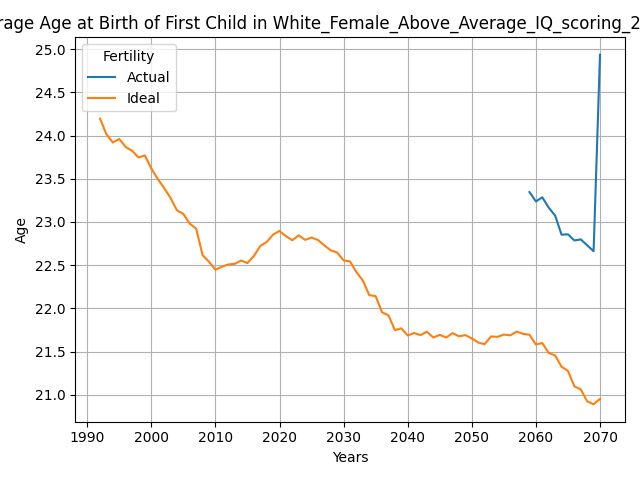 rage Age at Birth of First Child in White_Female_Above_Average_IQ_scoring_2
Fertility
Actual
Ideal
25.0
24.5
24.0
23.5
23.0
22.5
22.0
21.5
21.0
Age
1990 2000 2010 2020 2030 2040 2050 2060 2070
Years